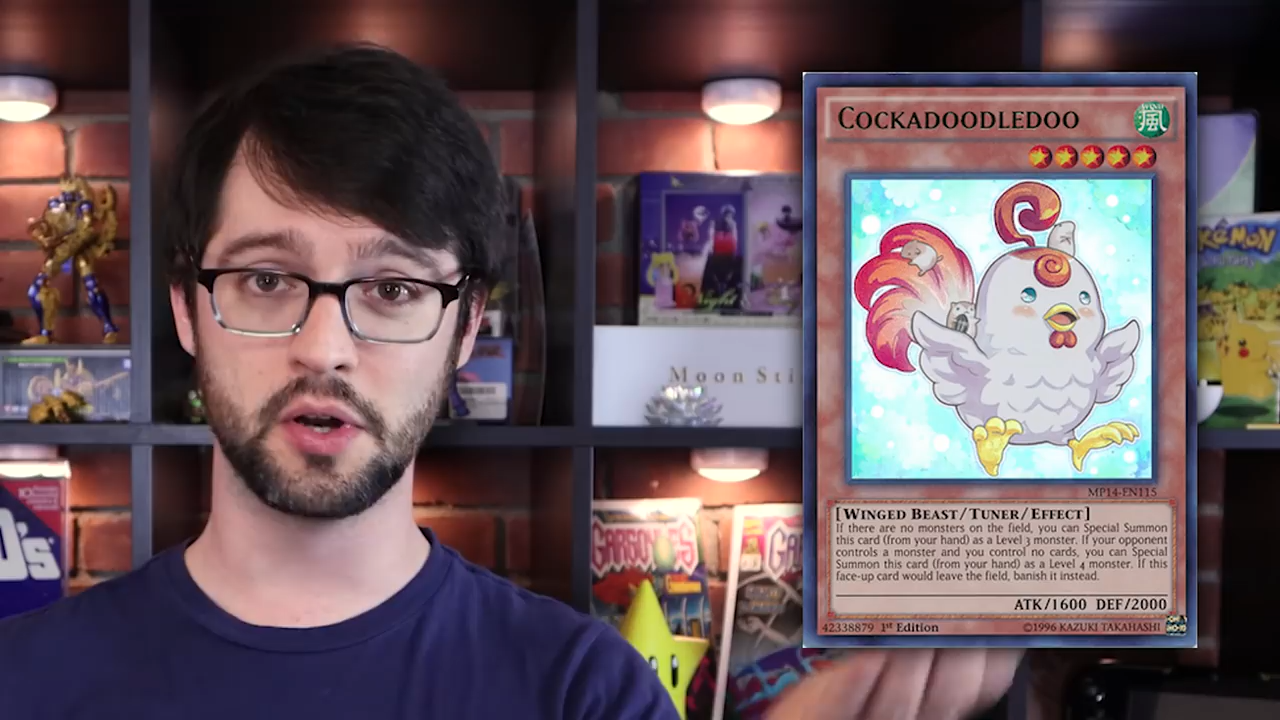 COCKADOODLEDOO
WIND
風
MP14-EN115
[WINGED BEAST/TUNER/EFFECT]
If there are no monsters on the field, you can Special Summon
this card (from your hand) as a Level 3 monster. If your opponent
controls a monster and you control no cards, you can Special
Summon this card (from your hand) as a Level 4 monster. If this
face-up card would leave the field, banish it instead.
ATK/1600 DEF/2000
42338879 1st Edition
©1996 KAZUKI TAKAHASHI
Night
Moon Sti
KÉMON
GARGOYLES
GA
D's